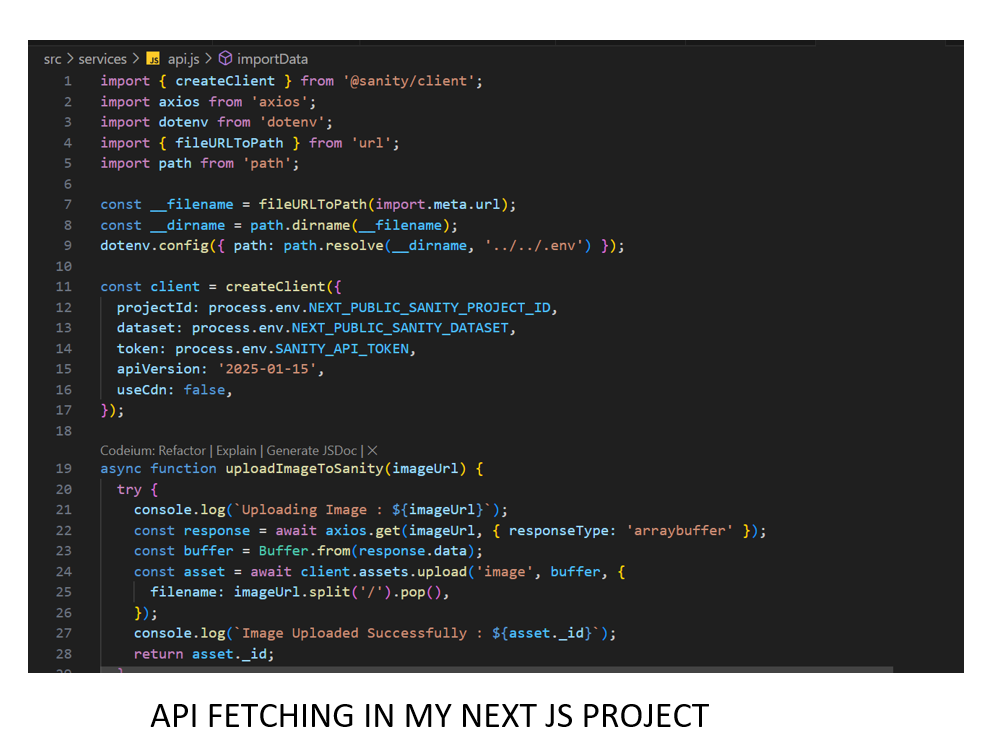 src > services > JS api.js > importData
1 import { createClient } from '@sanity/client';
2 import axios from 'axios';
3 import dotenv from 'dotenv';
4 import { fileURLToPath } from 'url';
5 import path from 'path';
6
7 const __filename = fileURLToPath(import.meta.url);
8 const __dirname = path.dirname(__filename);
9 dotenv.config({ path: path.resolve(__dirname, '../../.env') });
10
11 const client = createClient({
12   projectId: process.env.NEXT_PUBLIC_SANITY_PROJECT_ID,
13   dataset: process.env.NEXT_PUBLIC_SANITY_DATASET,
14   token: process.env.SANITY_API_TOKEN,
15   apiVersion: '2025-01-15',
16   useCdn: false,
17 });
18
Codeium: Refactor | Explain | Generate JSDoc | ×
19 async function uploadImageToSanity(imageUrl) {
20   try {
21     console.log(`Uploading Image : ${imageUrl}`);
22     const response = await axios.get(imageUrl, { responseType: 'arraybuffer' });
23     const buffer = Buffer.from(response.data);
24     const asset = await client.assets.upload('image', buffer, {
25       filename: imageUrl.split('/').pop(),
26     });
27     console.log(`Image Uploaded Successfully : ${asset._id}`);
28     return asset._id;
API FETCHING IN MY NEXT JS PROJECT